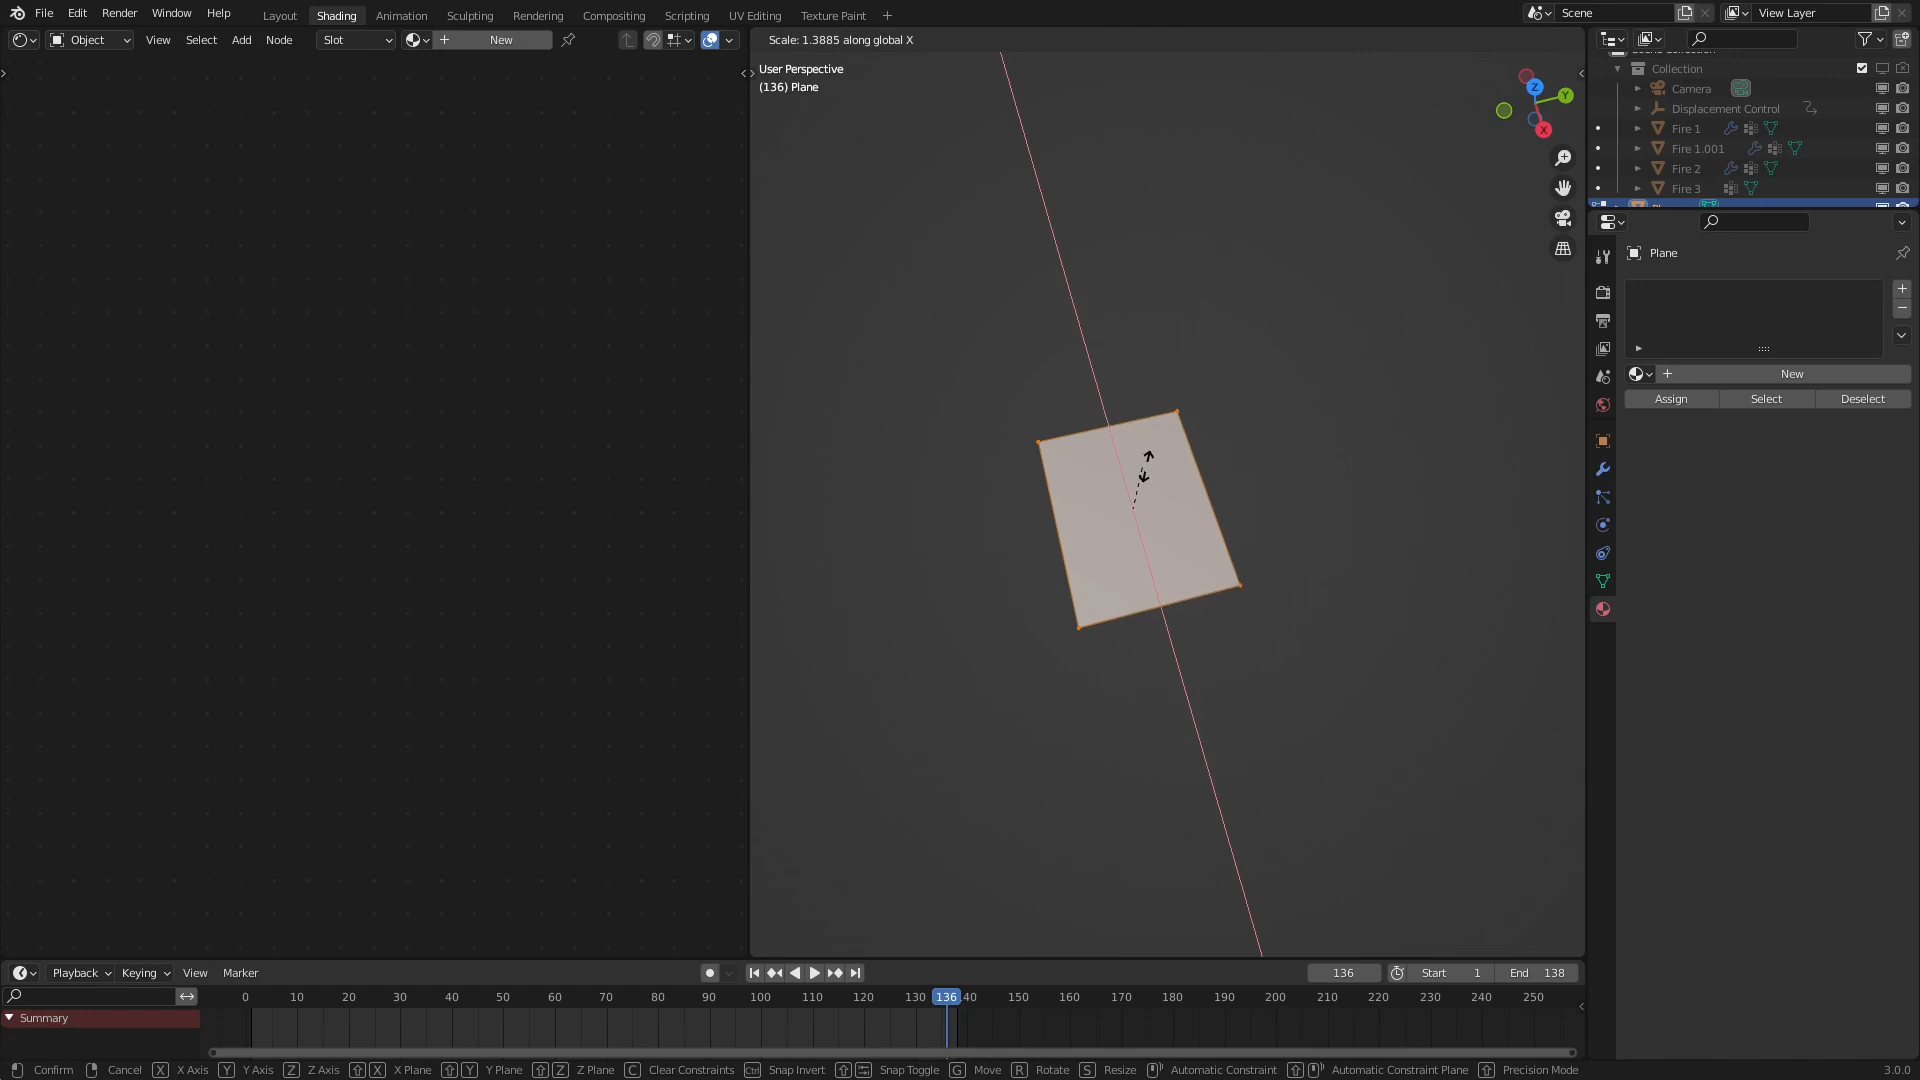 File Edit Render Window Help Layout Shading Animation Sculpting Rendering Compositing Scripting UV Editing Texture Paint + Scene View Layer
Object View Select Add Node Slot New Scale: 1.3885 along global X
User Perspective
(136) Plane
Z Y X
Collection
Camera
Displacement Control
Fire 1
Fire 1.001
Fire 2
Fire 3
Plane
New
Assign Select Deselect
Playback Keying View Marker 136 Start 1 End 138
0 10 20 30 40 50 60 70 80 90 100 110 120 130 136 40 150 160 170 180 190 200 210 220 230 240 250
Summary
Confirm Cancel X X Axis Y Y Axis Z Z Axis X X Plane Y Y Plane Z Z Plane C Clear Constraints Ctrl Snap Invert Snap Toggle G Move R Rotate S Resize Automatic Constraint Automatic Constraint Plane Precision Mode 3.0.0